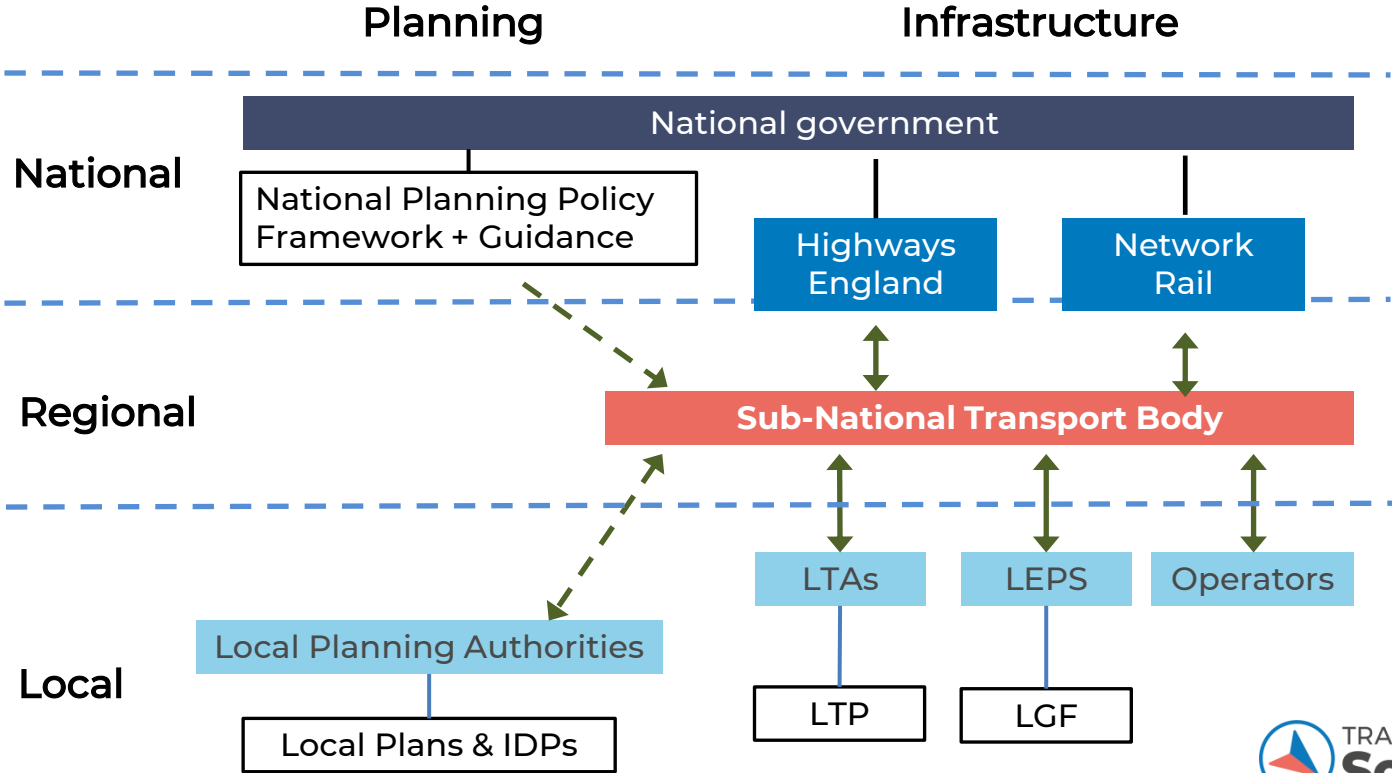 Planning
Infrastructure
National government
National
National Planning Policy
Framework + Guidance
Highways
England
Network
Rail
Regional
Sub-National Transport Body
LTAs
LEPS
Operators
Local Planning Authorities
Local
LTP
LGF
Local Plans & IDPs